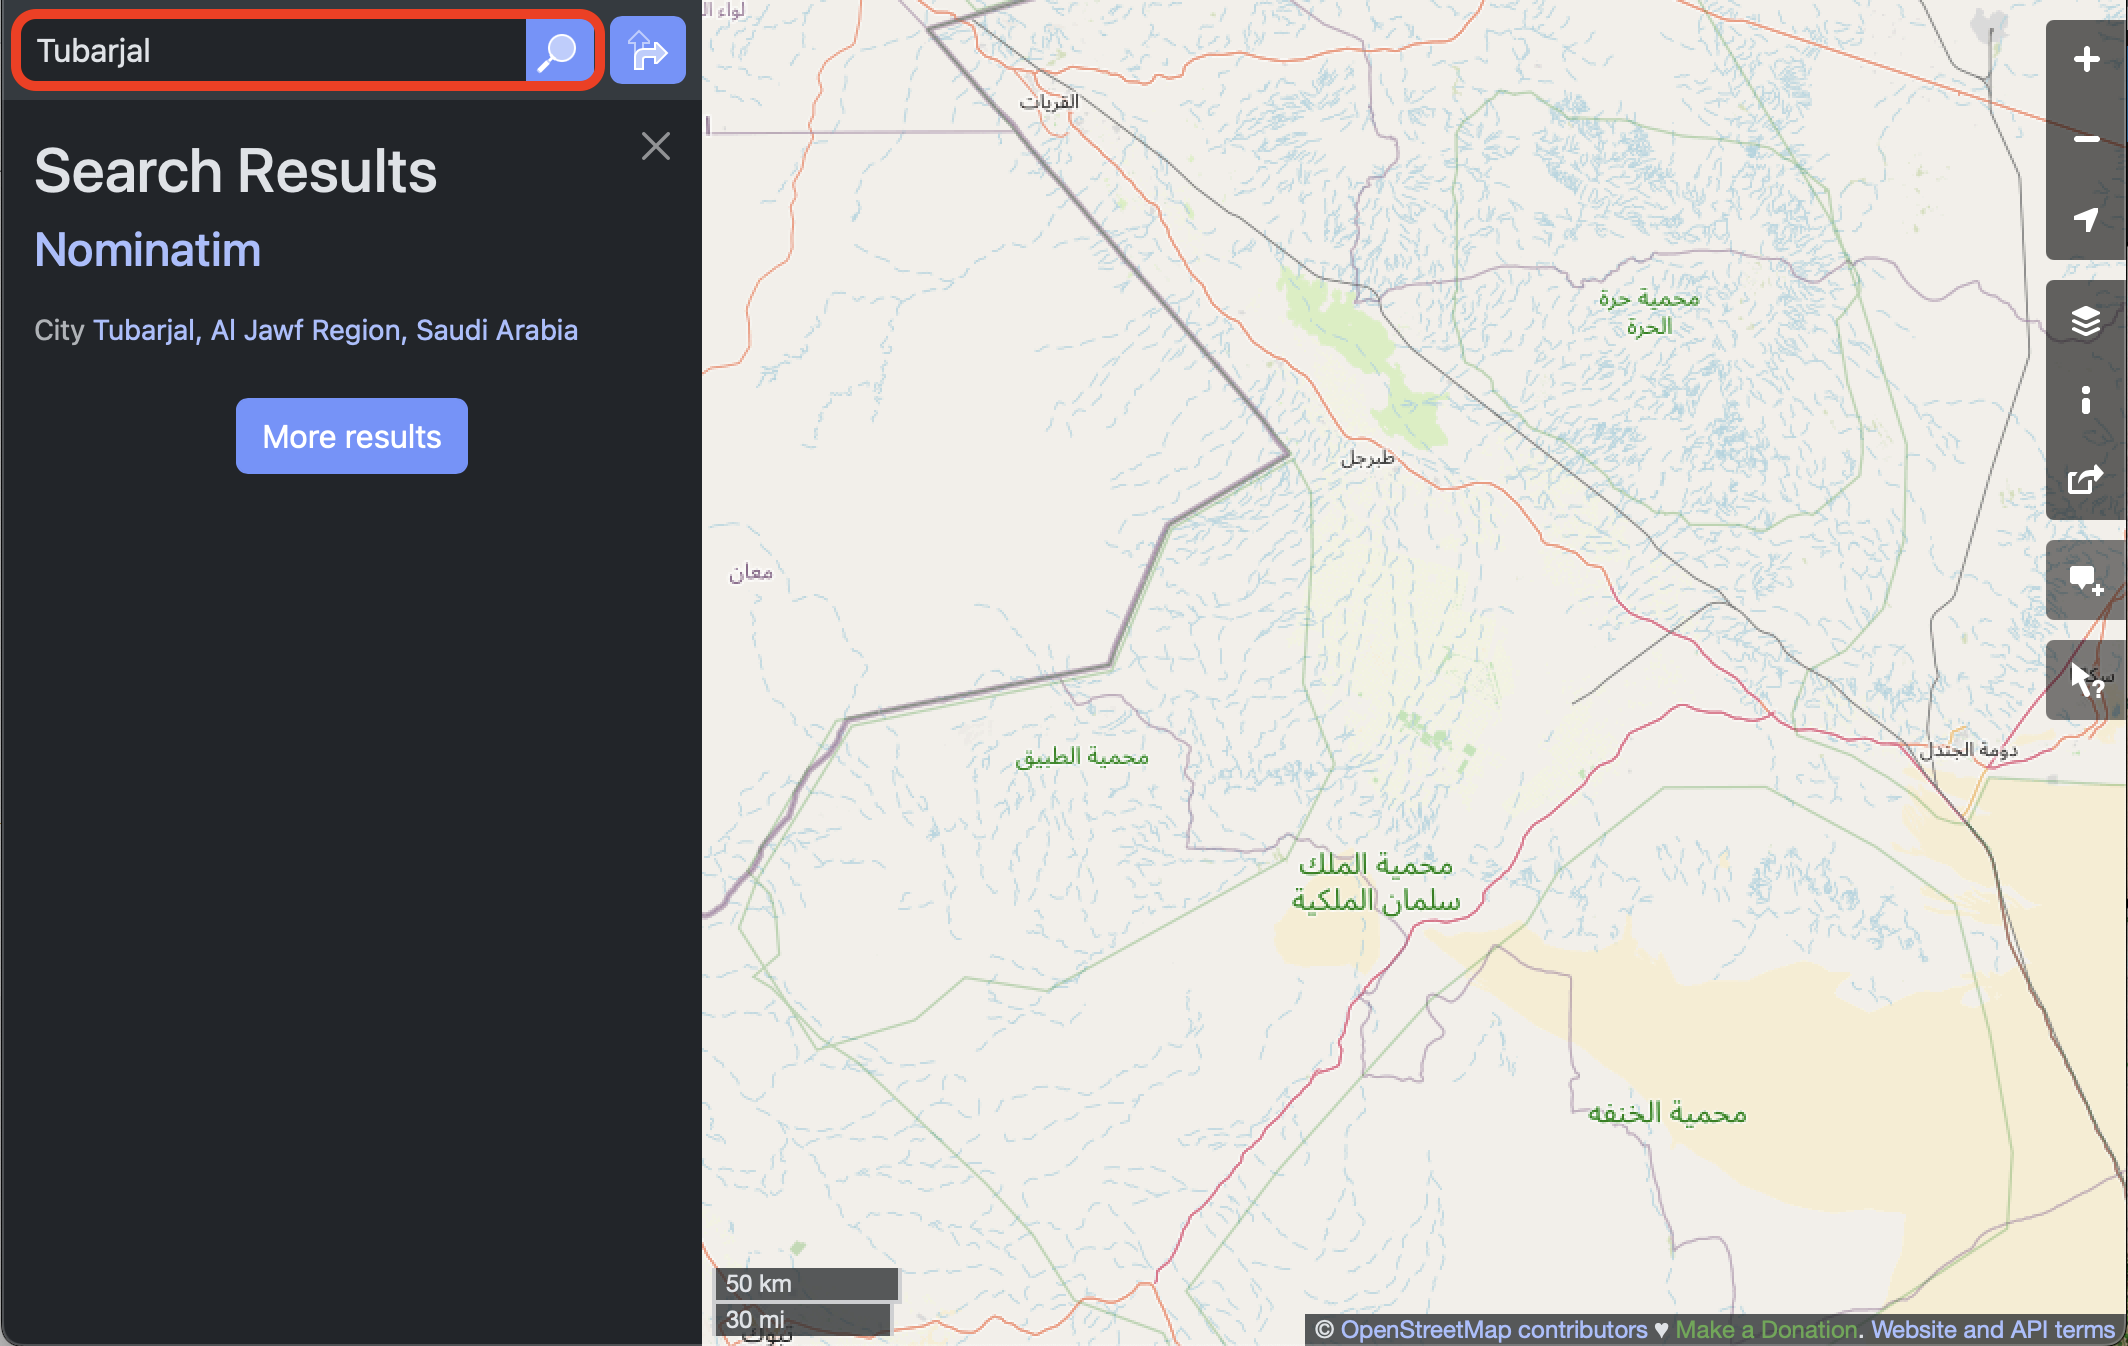 Tubarjal
Search Results
Nominatim
City Tubarjal, Al Jawf Region, Saudi Arabia
More results
القريات
محمية حرة
الحرة
طبرجل
معان
دومة الجندل
محمية الطبيق
محمية الملك
سلمان الملكية
محمية الخنفه
50 km
30 mi
تبوك
© OpenStreetMap contributors ♥ Make a Donation. Website and API terms